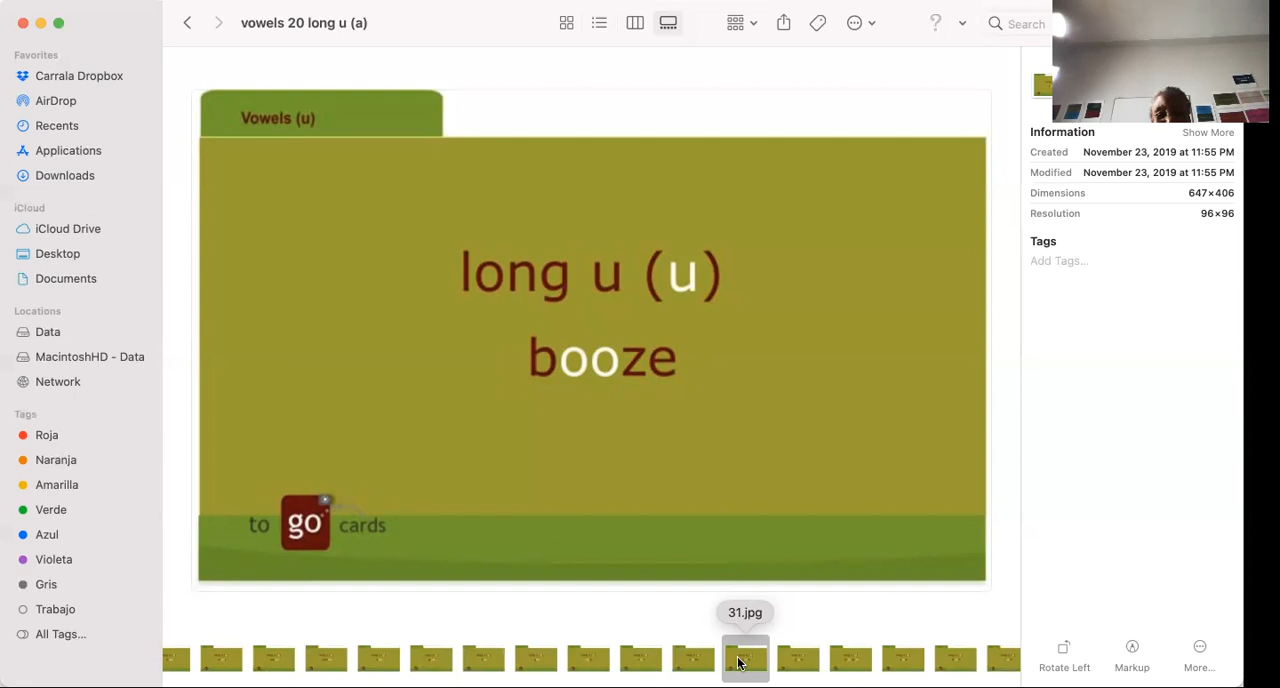 vowels 20 long u (a)
Search
Favorites
Carrala Dropbox
AirDrop
Recents
Applications
Downloads
iCloud
iCloud Drive
Desktop
Documents
Locations
Data
MacintoshHD - Data
Network
Tags
Roja
Naranja
Amarilla
Verde
Azul
Violeta
Gris
Trabajo
All Tags...
Vowels (u)
long u (u)
booze
to go cards
31.jpg
Information
Show More
Created November 23, 2019 at 11:55 PM
Modified November 23, 2019 at 11:55 PM
Dimensions 647×406
Resolution 96×96
Tags
Add Tags...
Rotate Left
Markup
More...